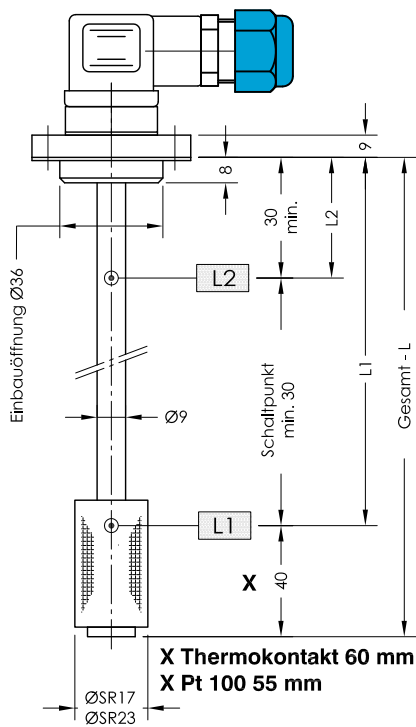 9
8
30
min.
L2
Einbauöffnung Ø36
L2
Schaltpunkt
min. 30
L1
Gesamt - L
Ø9
L1
X
40
X Thermokontakt 60 mm
X Pt 100 55 mm
ØSR17
ØSR23